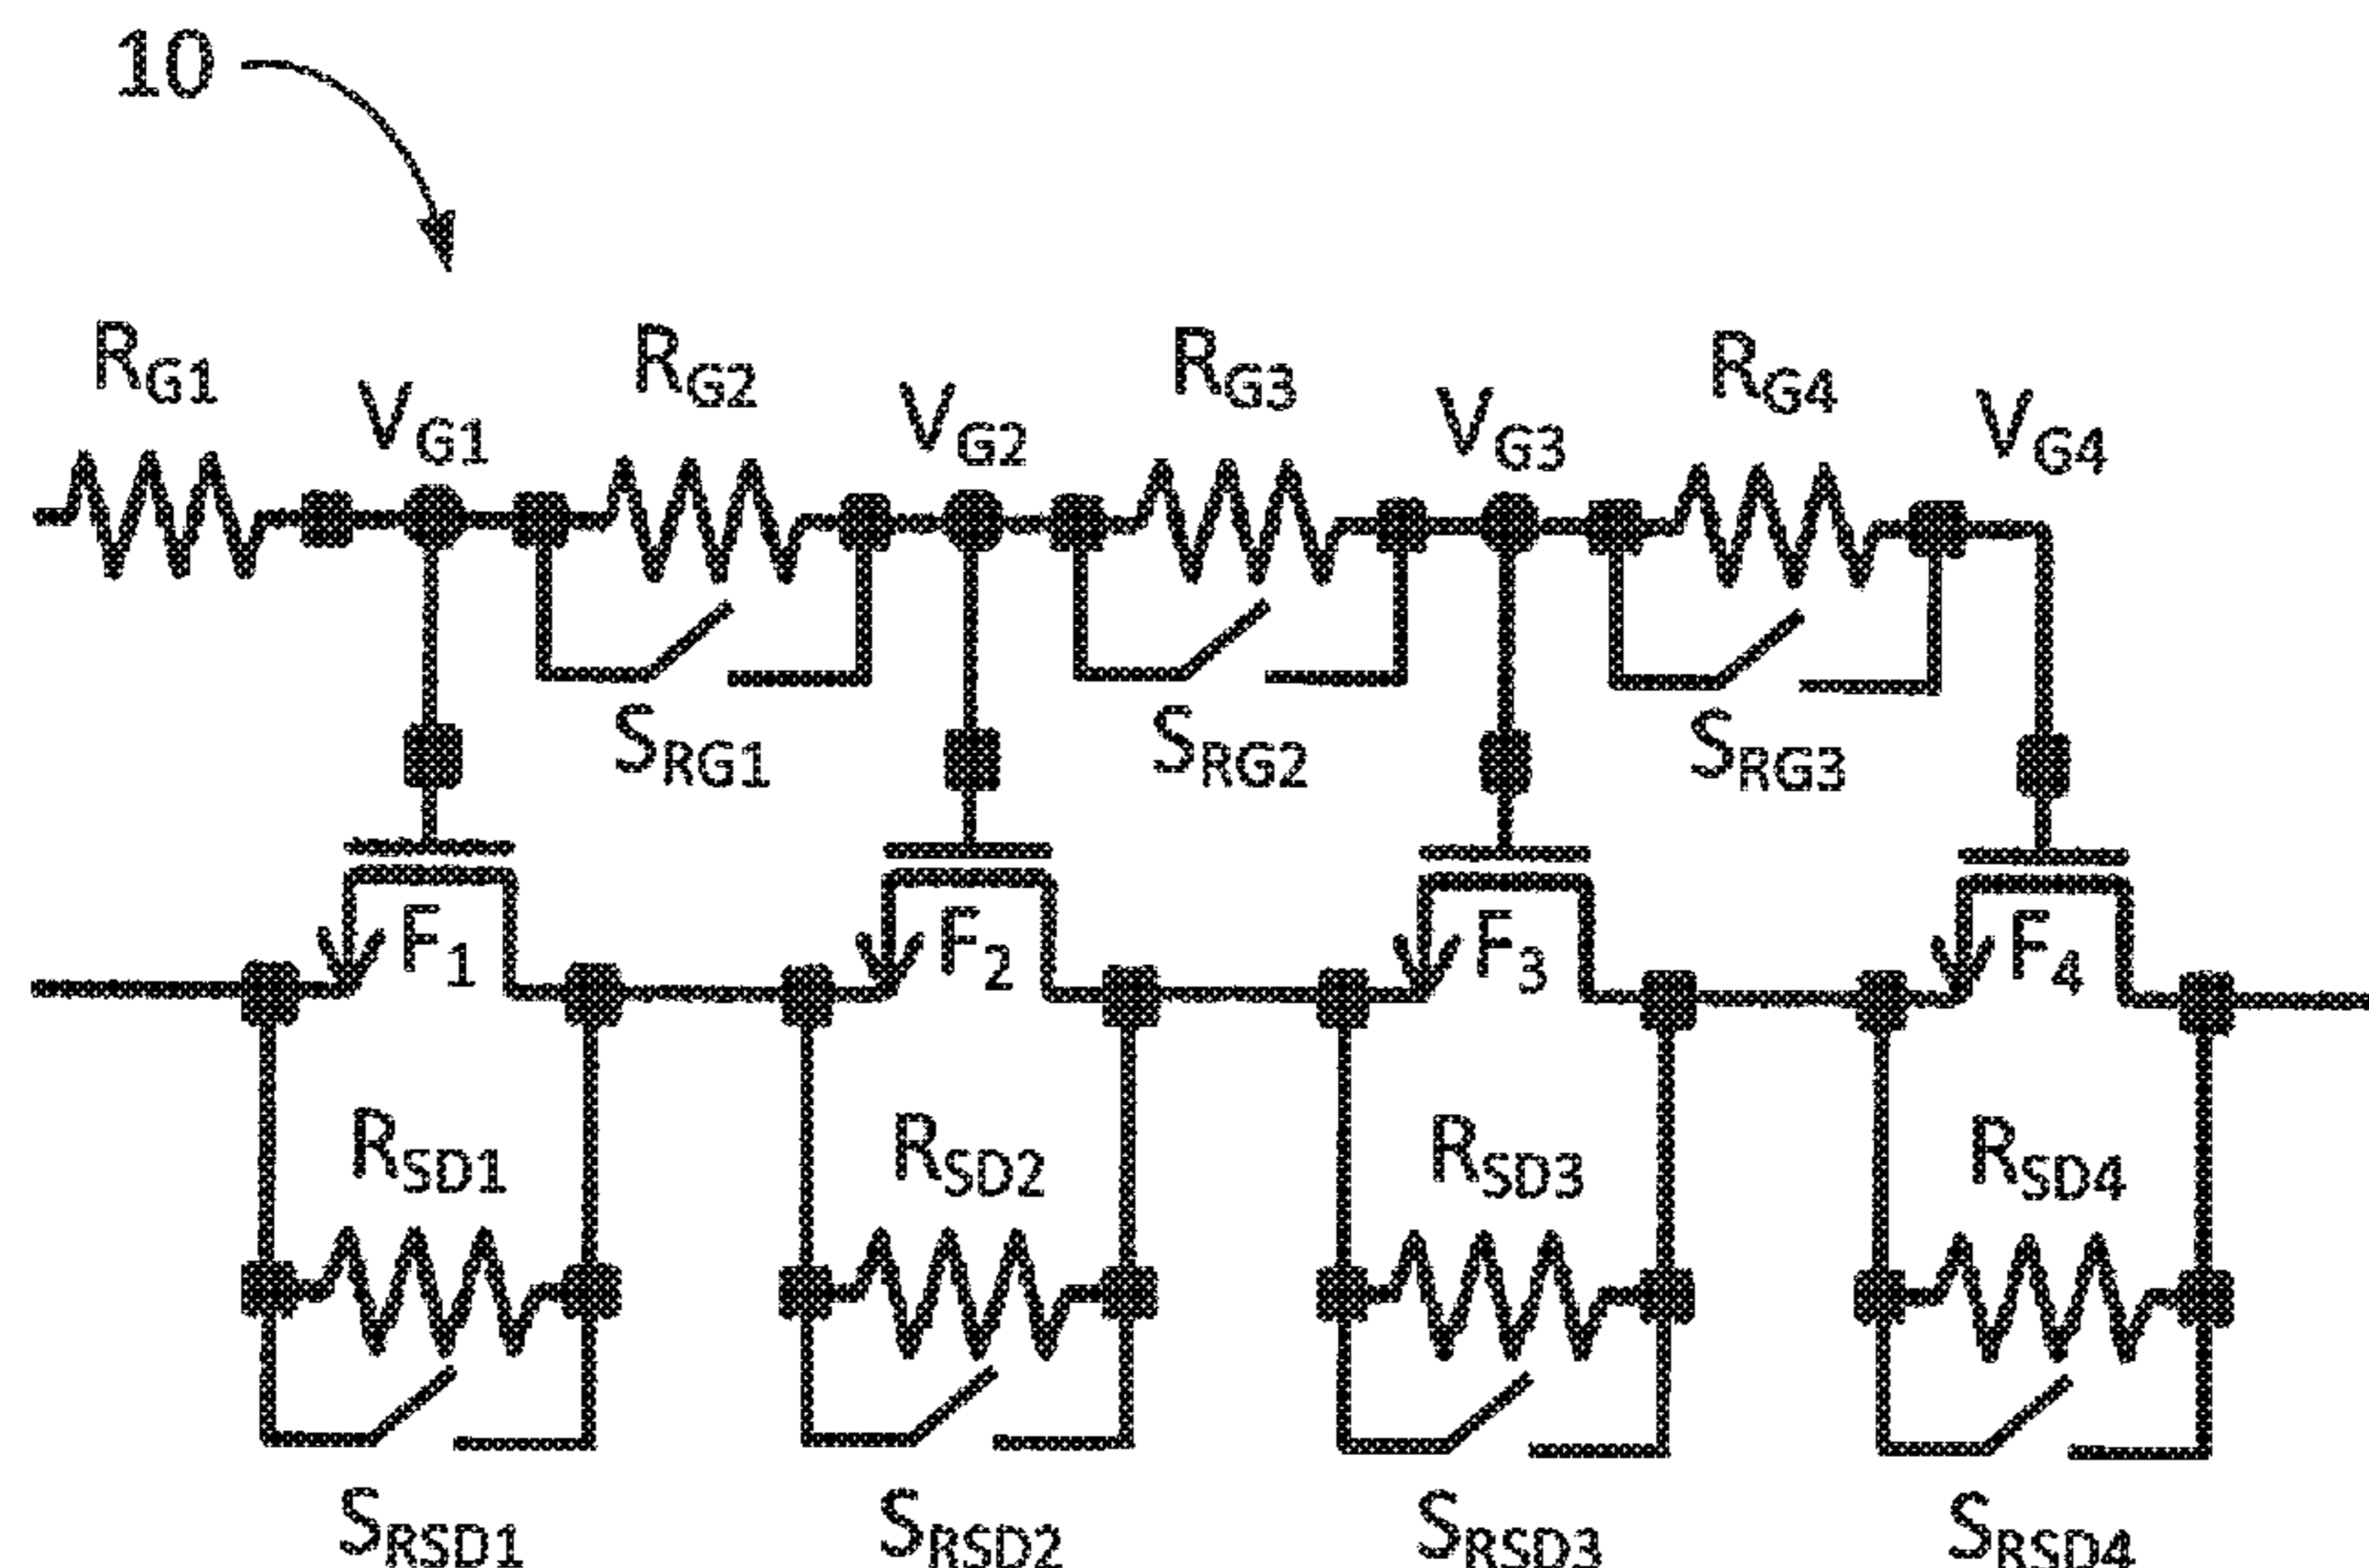 10
RG1 VG1 RG2 VG2 RG3 VG3 RG4 VG4
SRG1 SRG2 SRG3
F1 F2 F3 F4
RSD1 RSD2 RSD3 RSD4
SRSD1 SRSD2 SRSD3 SRSD4